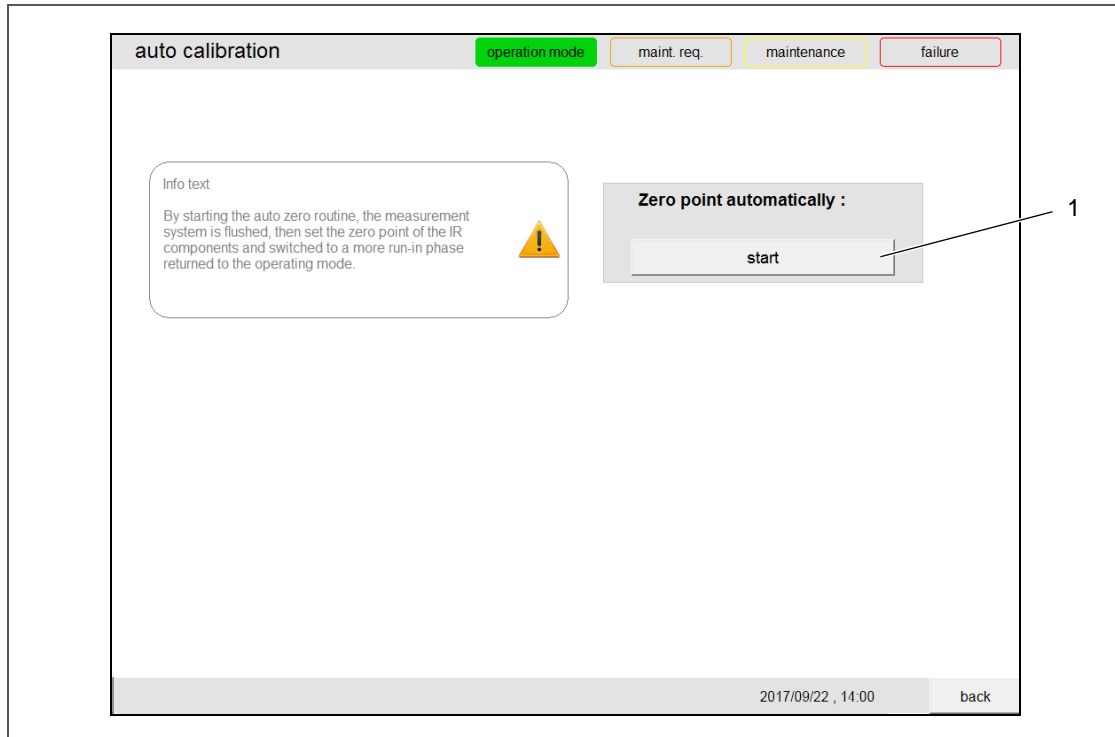 auto calibration
operation mode
maint. req.
maintenance
failure
Info text
By starting the auto zero routine, the measurement
system is flushed, then set the zero point of the IR
components and switched to a more run-in phase
returned to the operating mode.
Zero point automatically :
start
1
2017/09/22 , 14:00
back